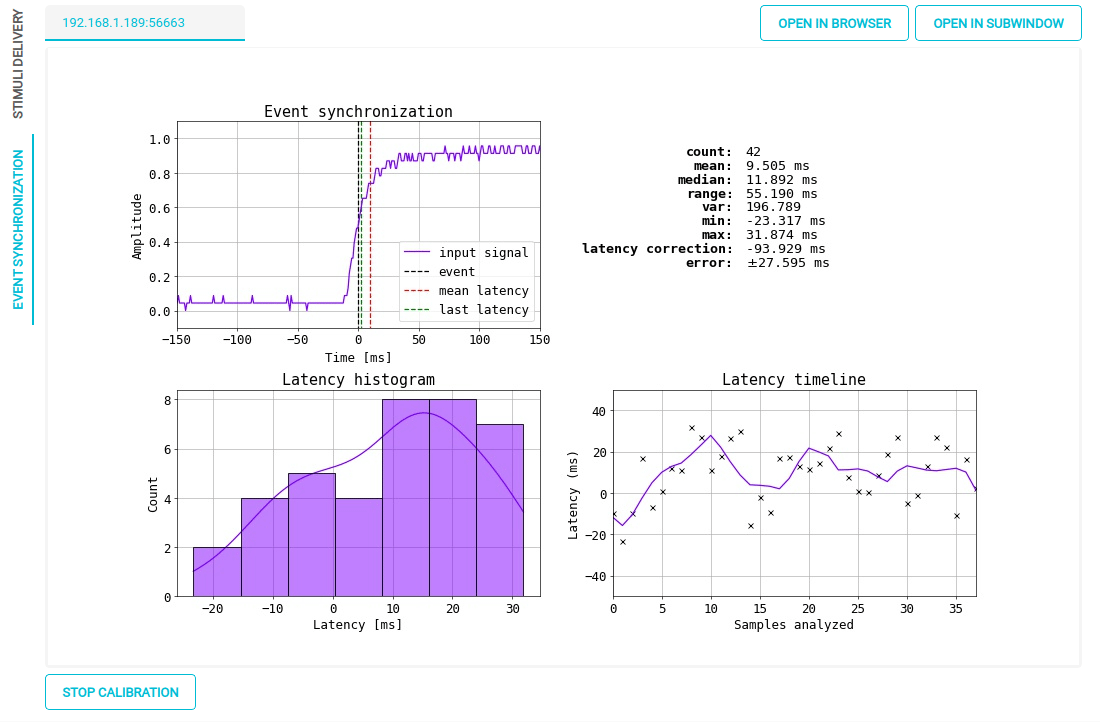 STIMULI DELIVERY
EVENT SYNCHRONIZATION
192.168.1.189:56663
OPEN IN BROWSER
OPEN IN SUBWINDOW
Event synchronization
Amplitude
1.0
0.8
0.6
0.4
0.2
0.0
input signal
event
mean latency
last latency
−150 −100 −50 0 50 100 150
Time [ms]
count: 42
mean: 9.505 ms
median: 11.892 ms
range: 55.190 ms
var: 196.789
min: -23.317 ms
max: 31.874 ms
latency correction: -93.929 ms
error: ±27.595 ms
Latency histogram
Count
8
6
4
2
0
−20 −10 0 10 20 30
Latency [ms]
Latency timeline
Latency (ms)
40
20
0
−20
−40
0 5 10 15 20 25 30 35
Samples analyzed
STOP CALIBRATION